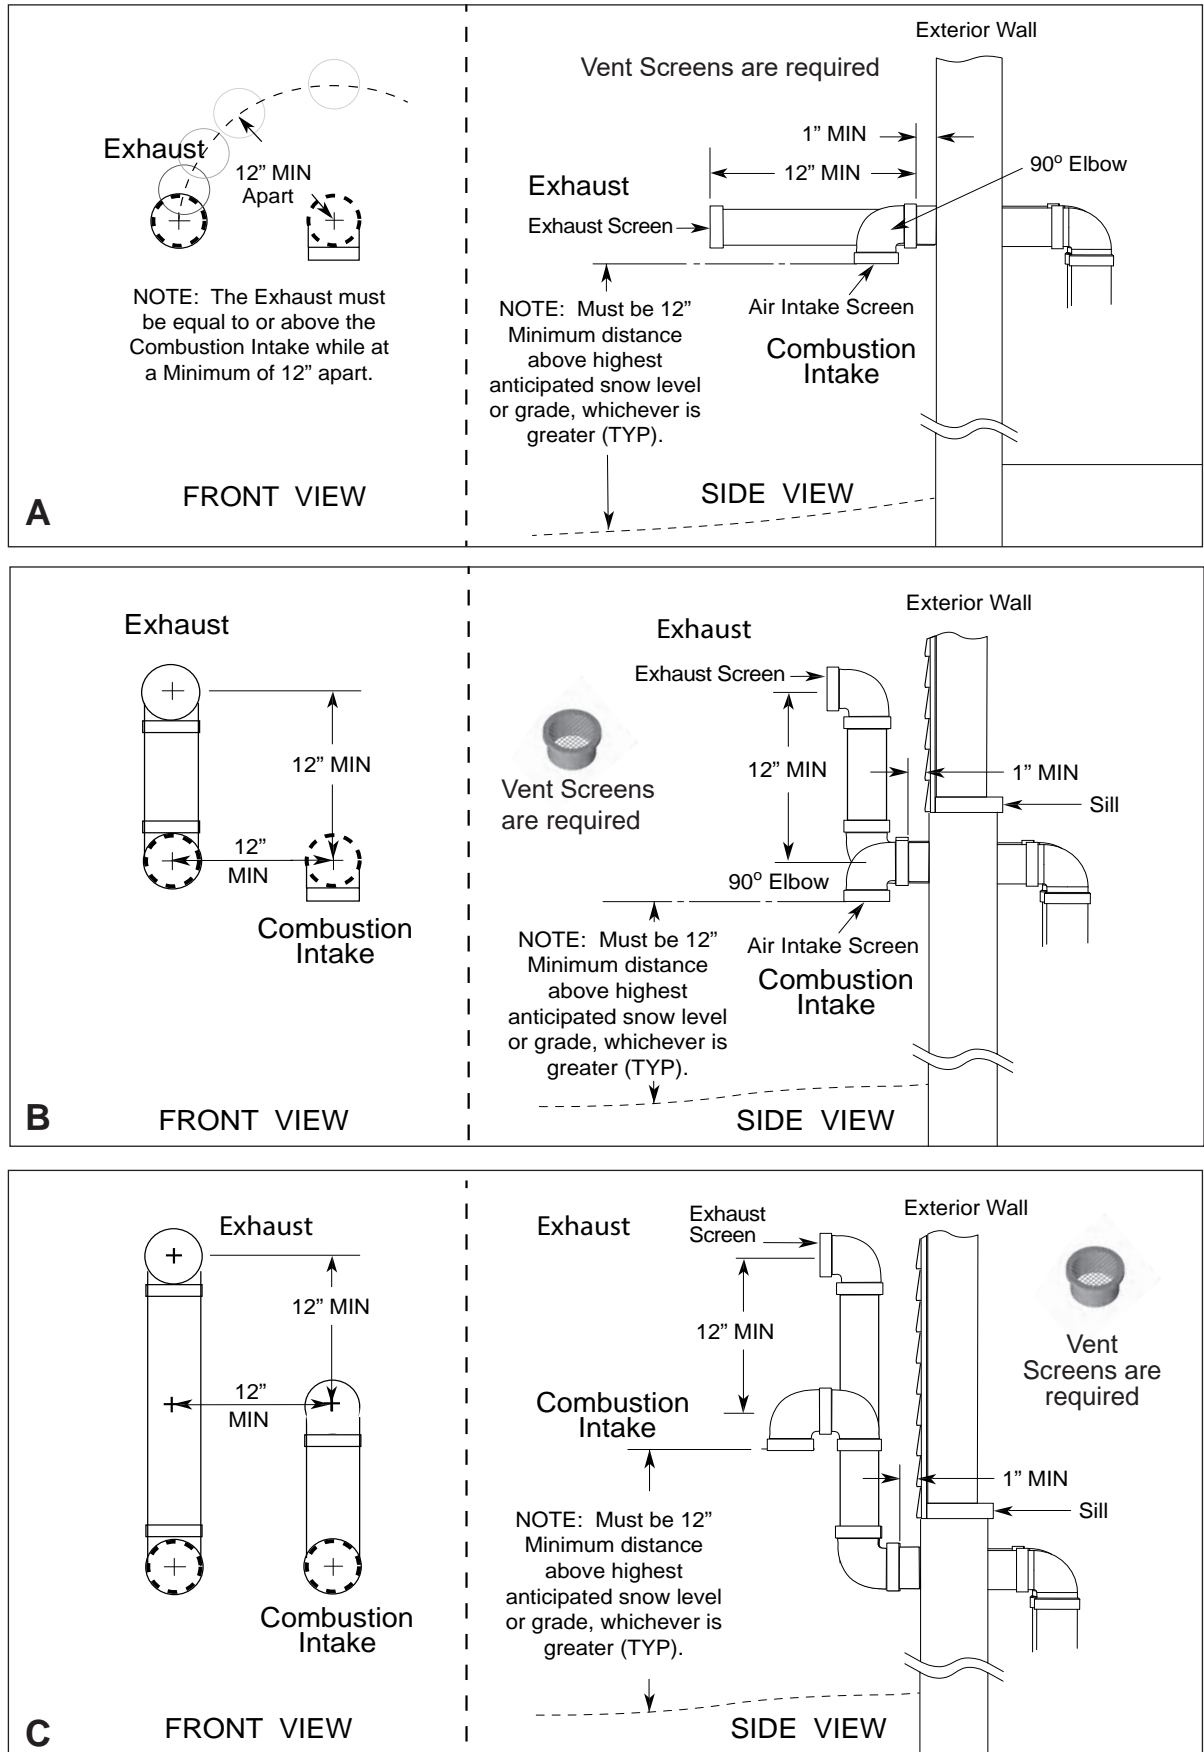 Exterior Wall
Vent Screens are required
Exhaust
12” MIN
Apart
NOTE:  The Exhaust must
be equal to or above the
Combustion Intake while at
a Minimum of 12” apart.
FRONT  VIEW
A
1” MIN
12” MIN
90º Elbow
Exhaust
Exhaust Screen
NOTE:  Must be 12”
Minimum distance
above highest
anticipated snow level
or grade, whichever is
greater (TYP).
Air Intake Screen
Combustion
Intake
SIDE  VIEW
Exhaust
12” MIN
12”
MIN
Combustion
Intake
FRONT  VIEW
B
Exterior Wall
Exhaust
Exhaust Screen
Vent Screens
are required
12” MIN
1” MIN
Sill
90º Elbow
NOTE:  Must be 12”
Minimum distance
above highest
anticipated snow level
or grade, whichever is
greater (TYP).
Air Intake Screen
Combustion
Intake
SIDE  VIEW
Exhaust
12” MIN
12”
MIN
Combustion
Intake
FRONT  VIEW
C
Exhaust
Exhaust
Screen
Exterior Wall
12” MIN
Vent
Screens are
required
Combustion
Intake
1” MIN
Sill
NOTE:  Must be 12”
Minimum distance
above highest
anticipated snow level
or grade, whichever is
greater (TYP).
SIDE  VIEW